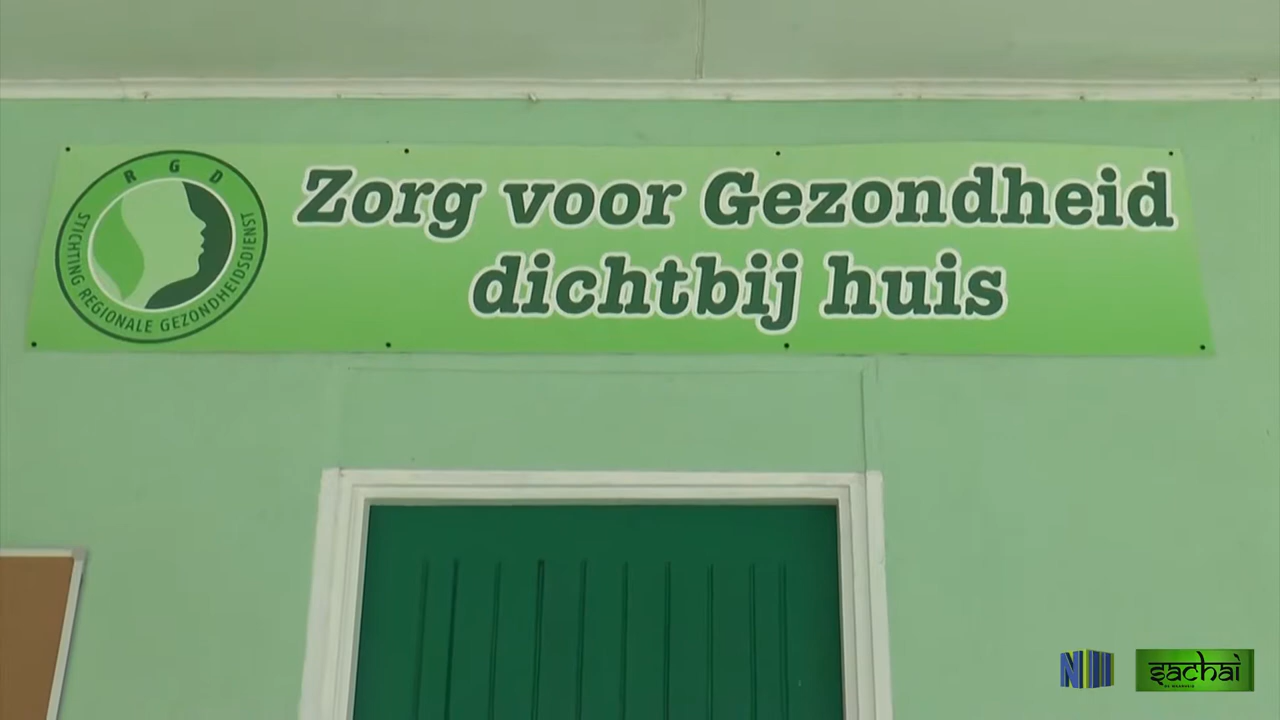 RGD
STICHTING REGIONALE GEZONDHEIDSDIENST
Zorg voor Gezondheid
dichtbij huis
sachai